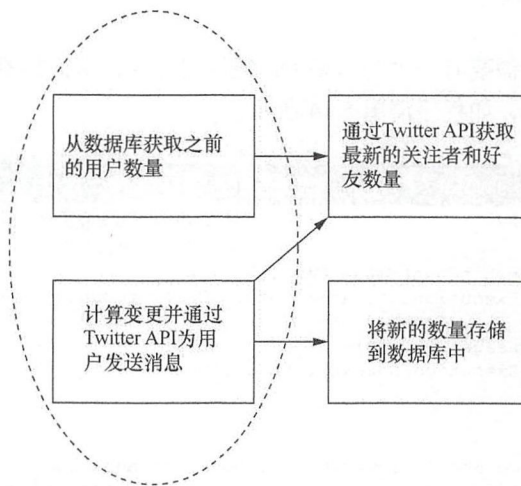 从数据库获取之前
的用户数量
通过Twitter API获取
最新的关注者和好
友数量
计算变更并通过
Twitter API为用
户发送消息
将新的数量存储
到数据库中